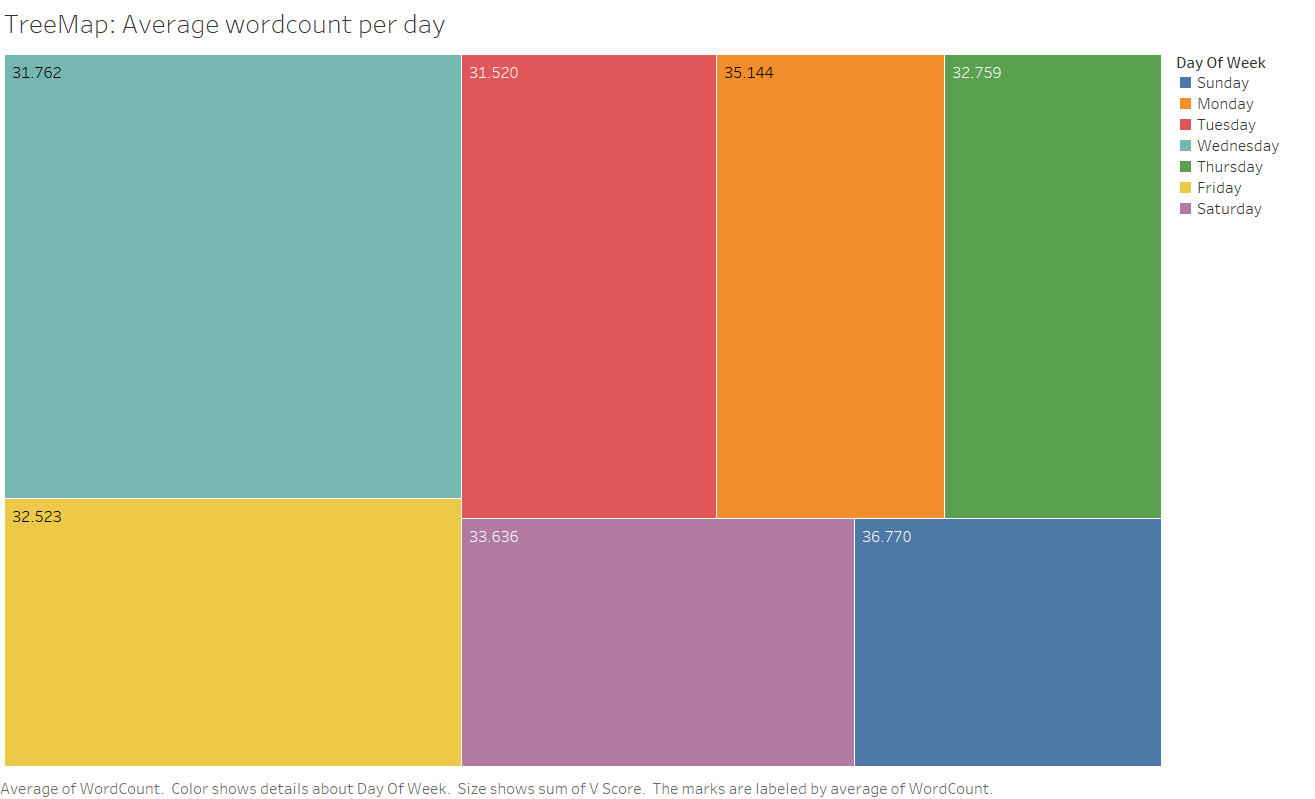 TreeMap: Average wordcount per day
31.762
31.520
35.144
32.759
32.523
33.636
36.770
Day Of Week
Sunday
Monday
Tuesday
Wednesday
Thursday
Friday
Saturday
Average of WordCount. Color shows details about Day Of Week. Size shows sum of V Score. The marks are labeled by average of WordCount.